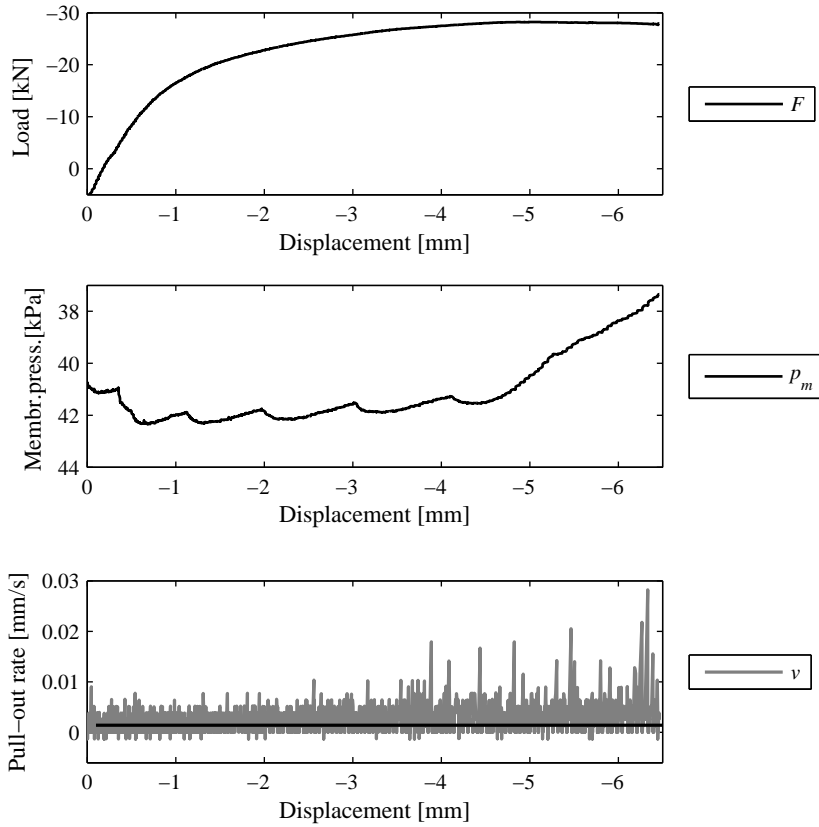 −30
−20
−10
0
Load [kN]
0 −1 −2 −3 −4 −5 −6
Displacement [mm]
F
38
40
42
44
Membr.press.[kPa]
0 −1 −2 −3 −4 −5 −6
Displacement [mm]
p_m
0.03
0.02
0.01
0
Pull−out rate [mm/s]
0 −1 −2 −3 −4 −5 −6
Displacement [mm]
v